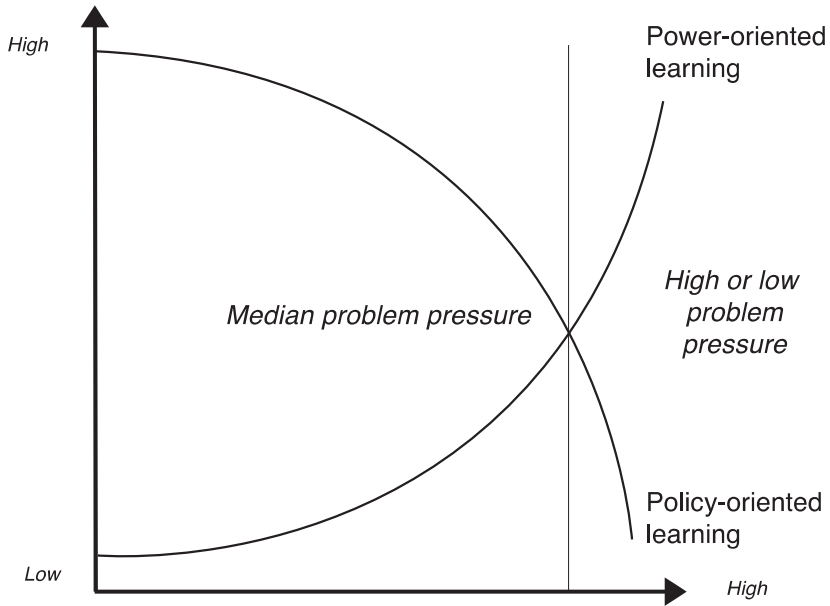 High
Power-oriented
learning
Median problem pressure
High or low
problem
pressure
Policy-oriented
learning
Low
High